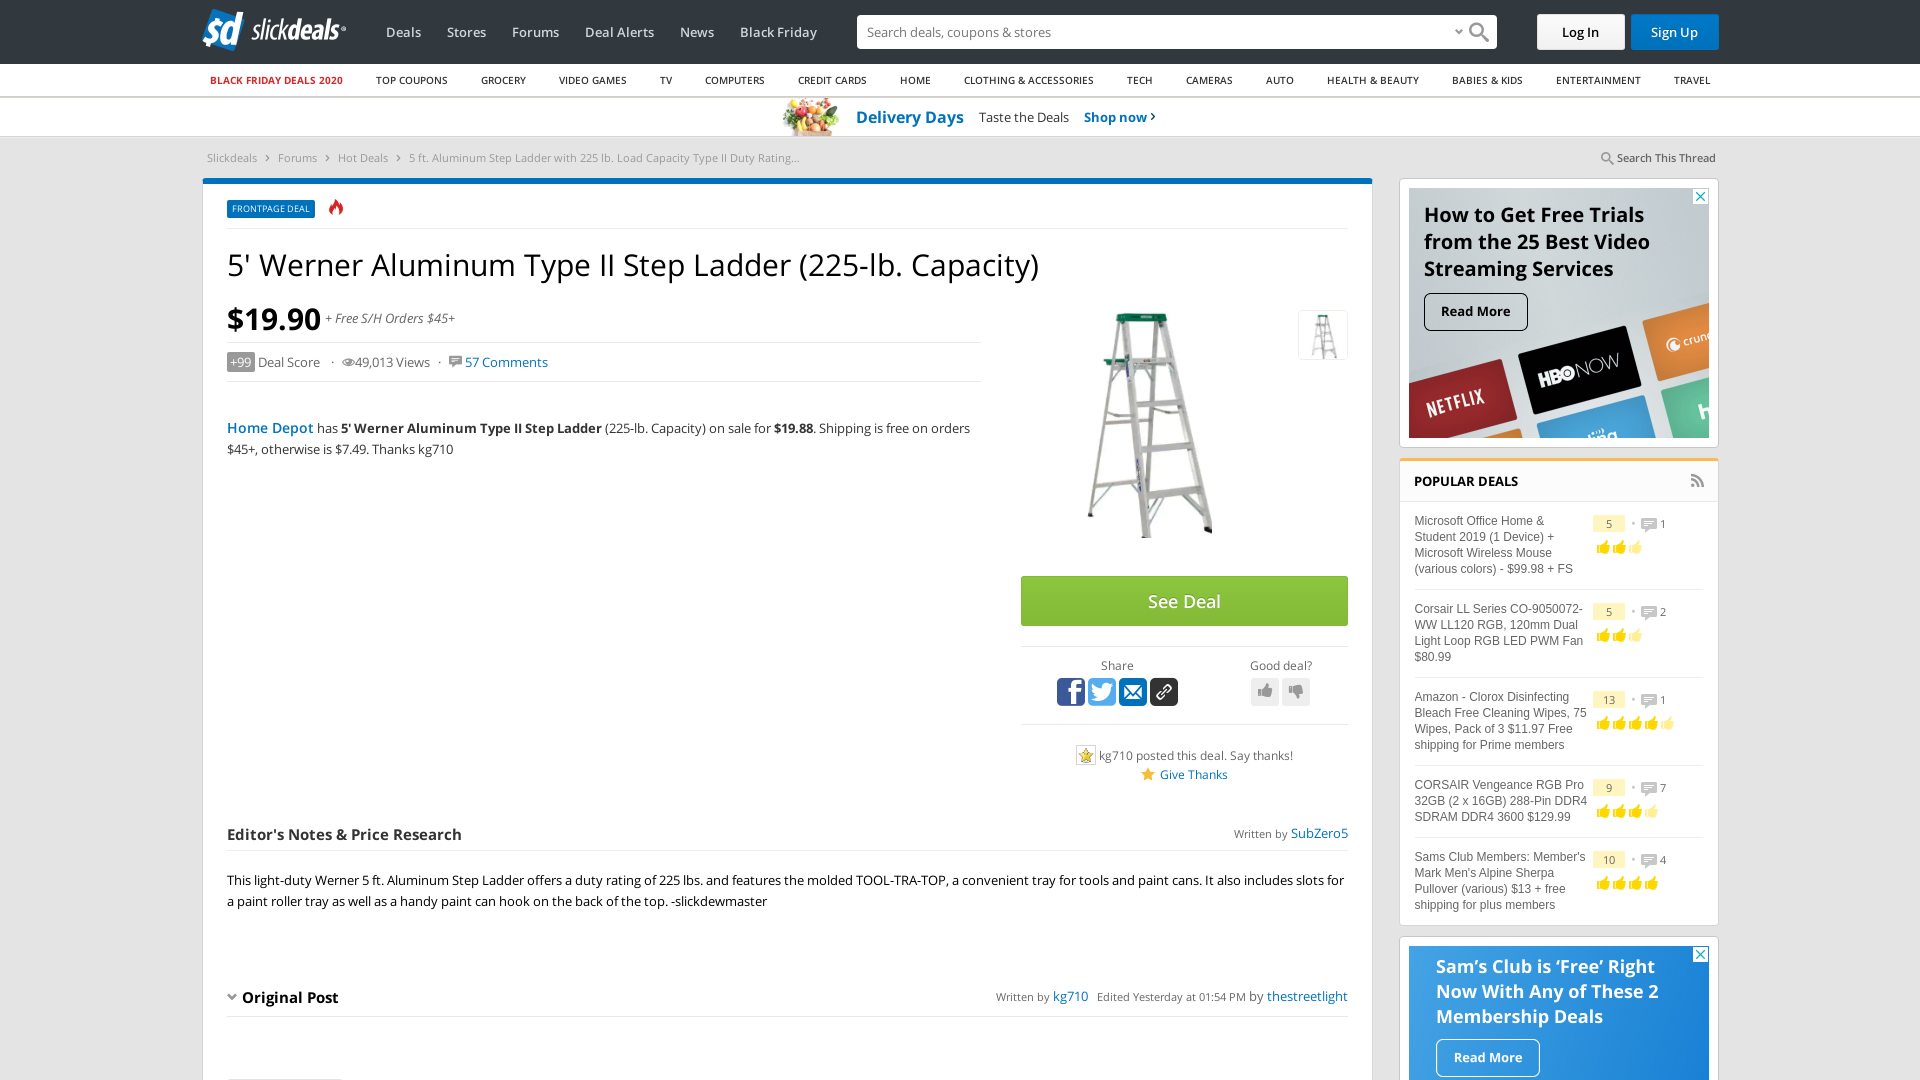 sd slickdeals
Deals
Stores
Forums
Deal Alerts
News
Black Friday
Search deals, coupons & stores
Log In
Sign Up
BLACK FRIDAY DEALS 2020
TOP COUPONS
GROCERY
VIDEO GAMES
TV
COMPUTERS
CREDIT CARDS
HOME
CLOTHING & ACCESSORIES
TECH
CAMERAS
AUTO
HEALTH & BEAUTY
BABIES & KIDS
ENTERTAINMENT
TRAVEL
Delivery Days Taste the Deals Shop now ›
Slickdeals › Forums › Hot Deals › 5 ft. Aluminum Step Ladder with 225 lb. Load Capacity Type II Duty Rating...
Search This Thread
FRONTPAGE DEAL
5' Werner Aluminum Type II Step Ladder (225-lb. Capacity)
$19.90 + Free S/H Orders $45+
+99 Deal Score · 49,013 Views · 57 Comments
Home Depot has 5' Werner Aluminum Type II Step Ladder (225-lb. Capacity) on sale for $19.88. Shipping is free on orders
$45+, otherwise is $7.49. Thanks kg710
See Deal
Share
Good deal?
kg710 posted this deal. Say thanks!
Give Thanks
Editor's Notes & Price Research
Written by SubZero5
This light-duty Werner 5 ft. Aluminum Step Ladder offers a duty rating of 225 lbs. and features the molded TOOL-TRA-TOP, a convenient tray for tools and paint cans. It also includes slots for
a paint roller tray as well as a handy paint can hook on the back of the top. -slickdewmaster
Original Post
Written by kg710 Edited Yesterday at 01:54 PM by thestreetlight
How to Get Free Trials
from the 25 Best Video
Streaming Services
Read More
NETFLIX
HBO NOW
crunc
h
ling
POPULAR DEALS
Microsoft Office Home &
Student 2019 (1 Device) +
Microsoft Wireless Mouse
(various colors) - $99.98 + FS
5 • 1
Corsair LL Series CO-9050072-
WW LL120 RGB, 120mm Dual
Light Loop RGB LED PWM Fan
$80.99
5 • 2
Amazon - Clorox Disinfecting
Bleach Free Cleaning Wipes, 75
Wipes, Pack of 3 $11.97 Free
shipping for Prime members
13 • 1
CORSAIR Vengeance RGB Pro
32GB (2 x 16GB) 288-Pin DDR4
SDRAM DDR4 3600 $129.99
9 • 7
Sams Club Members: Member's
Mark Men's Alpine Sherpa
Pullover (various) $13 + free
shipping for plus members
10 • 4
Sam's Club is 'Free' Right
Now With Any of These 2
Membership Deals
Read More